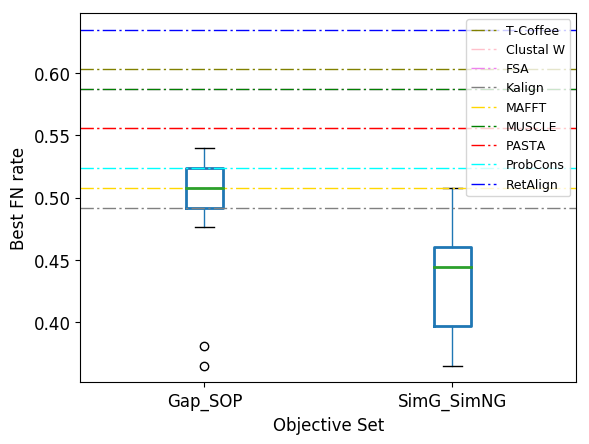 T-Coffee
Clustal W
FSA
Kalign
MAFFT
MUSCLE
PASTA
ProbCons
RetAlign
0.60
0.55
0.50
0.45
0.40
Best FN rate
Gap_SOP
SimG_SimNG
Objective Set